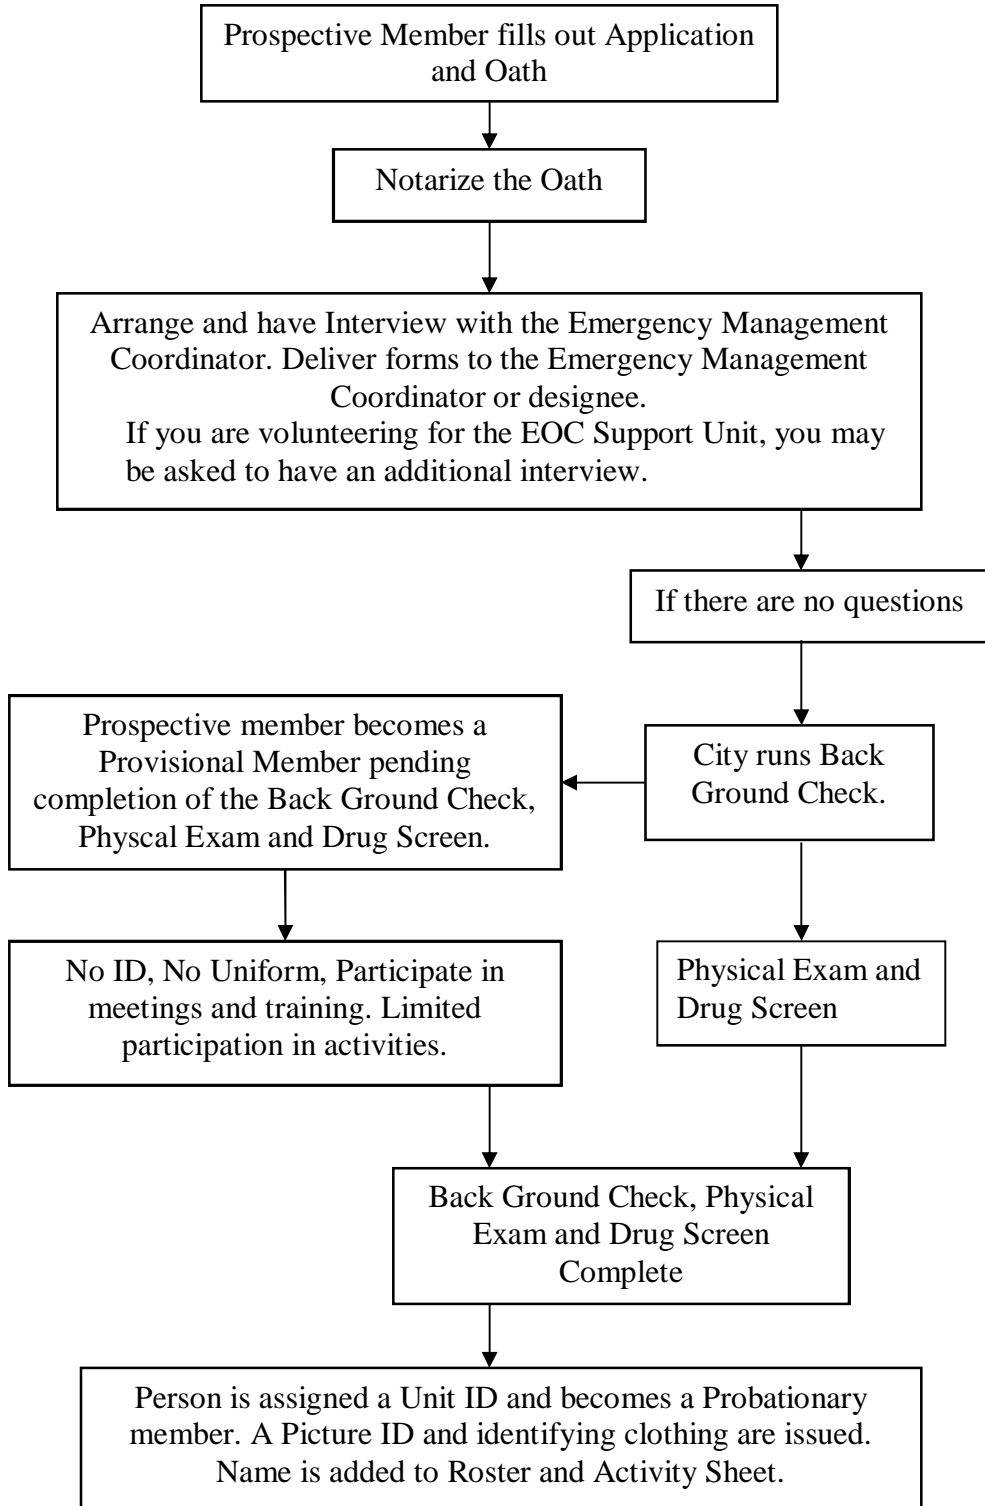 Prospective Member fills out Application
and Oath
Notarize the Oath
Arrange and have Interview with the Emergency Management
Coordinator. Deliver forms to the Emergency Management
Coordinator or designee.
If you are volunteering for the EOC Support Unit, you may
be asked to have an additional interview.
If there are no questions
Prospective member becomes a
Provisional Member pending
completion of the Back Ground Check,
Physcal Exam and Drug Screen.
City runs Back
Ground Check.
No ID, No Uniform, Participate in
meetings and training. Limited
participation in activities.
Physical Exam and
Drug Screen
Back Ground Check, Physical
Exam and Drug Screen
Complete
Person is assigned a Unit ID and becomes a Probationary
member. A Picture ID and identifying clothing are issued.
Name is added to Roster and Activity Sheet.